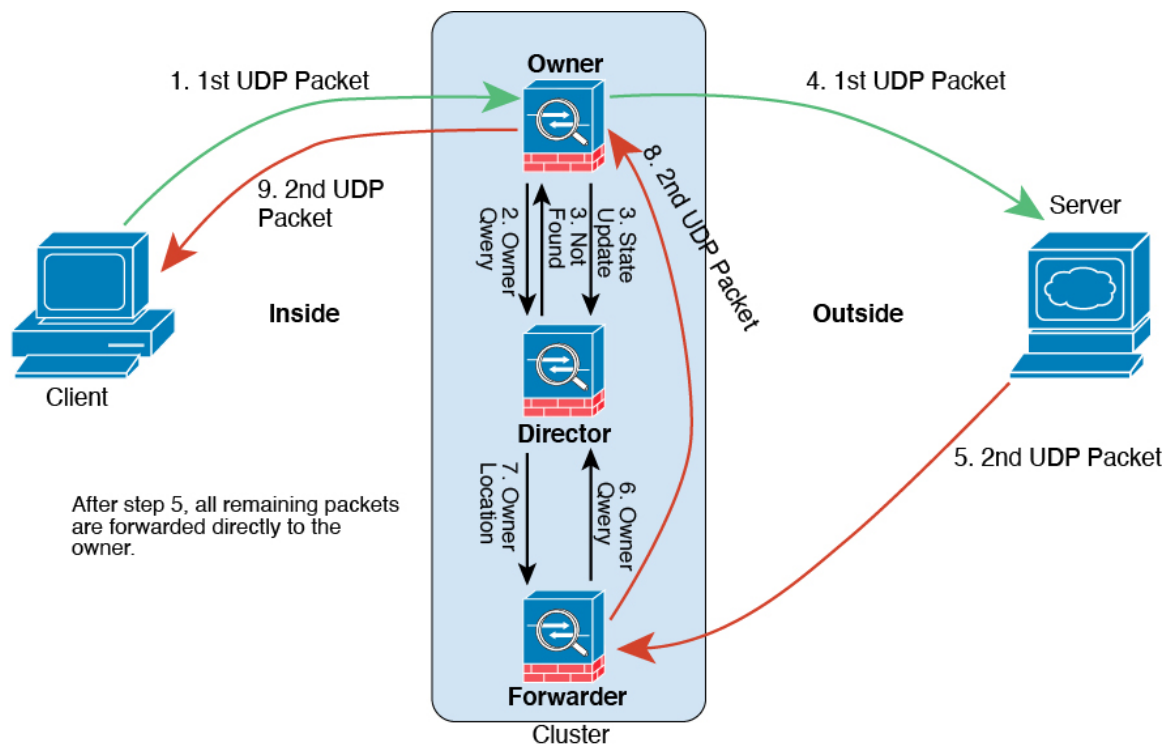 Owner
1. 1st UDP Packet
4. 1st UDP Packet
9. 2nd UDP
Packet
2. Owner
Qwery
3. Not
Found
3. State
Update
8. 2nd UDP Packet
Server
Inside
Outside
Client
Director
5. 2nd UDP Packet
7. Owner
Location
6. Owner
Qwery
After step 5, all remaining packets
are forwarded directly to the
owner.
Forwarder
Cluster